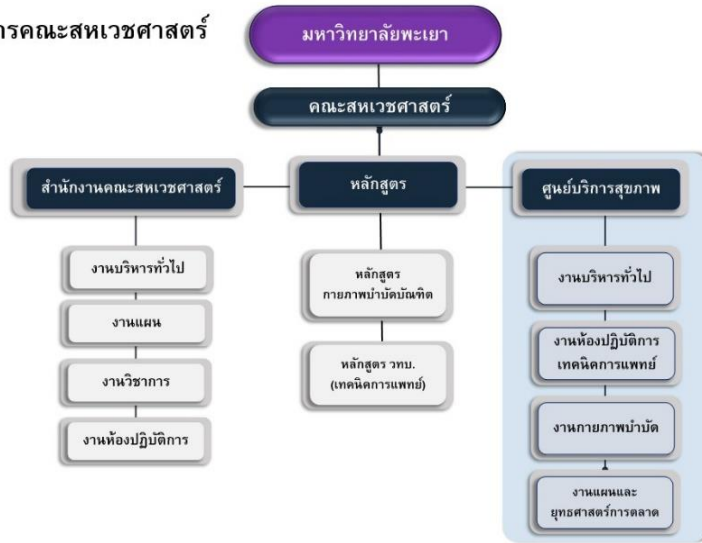 ารคณะสหเวชศาสตร์
มหาวิทยาลัยพะเยา
คณะสหเวชศาสตร์
สำนักงานคณะสหเวชศาสตร์
หลักสูตร
ศูนย์บริการสุขภาพ
งานบริหารทั่วไป
งานแผน
งานวิชาการ
งานห้องปฏิบัติการ
หลักสูตร
กายภาพบำบัดบัณฑิต
หลักสูตร วทบ.
(เทคนิคการแพทย์)
งานบริหารทั่วไป
งานห้องปฏิบัติการ
เทคนิคการแพทย์
งานกายภาพบำบัด
งานแผนและ
ยุทธศาสตร์การตลาด